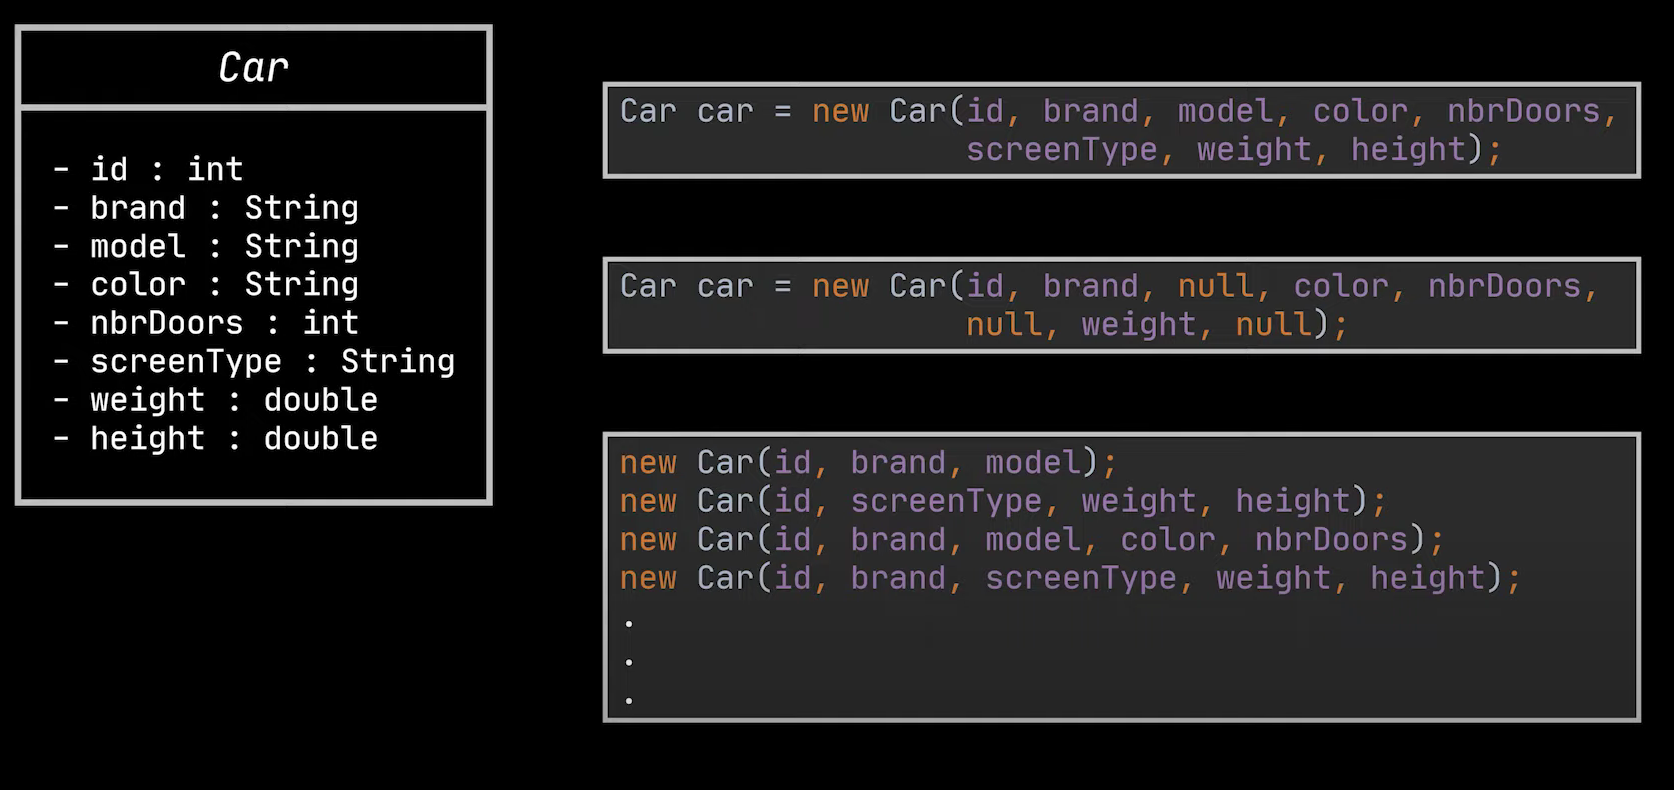 Car
- id : int
- brand : String
- model : String
- color : String
- nbrDoors : int
- screenType : String
- weight : double
- height : double
Car car = new Car(id, brand, model, color, nbrDoors,
screenType, weight, height);
Car car = new Car(id, brand, null, color, nbrDoors,
null, weight, null);
new Car(id, brand, model);
new Car(id, screenType, weight, height);
new Car(id, brand, model, color, nbrDoors);
new Car(id, brand, screenType, weight, height);
.
.
.